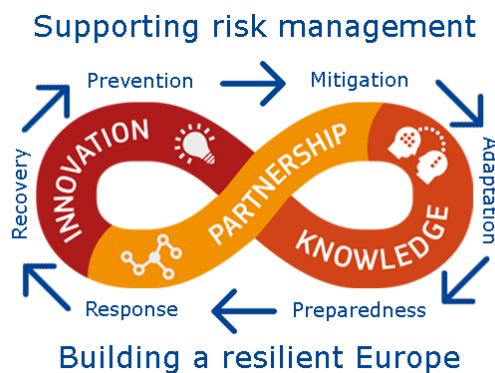 Supporting risk management
Prevention
Mitigation
Recovery
INNOVATION
PARTNERSHIP
KNOWLEDGE
Adaptation
Response
Preparedness
Building a resilient Europe